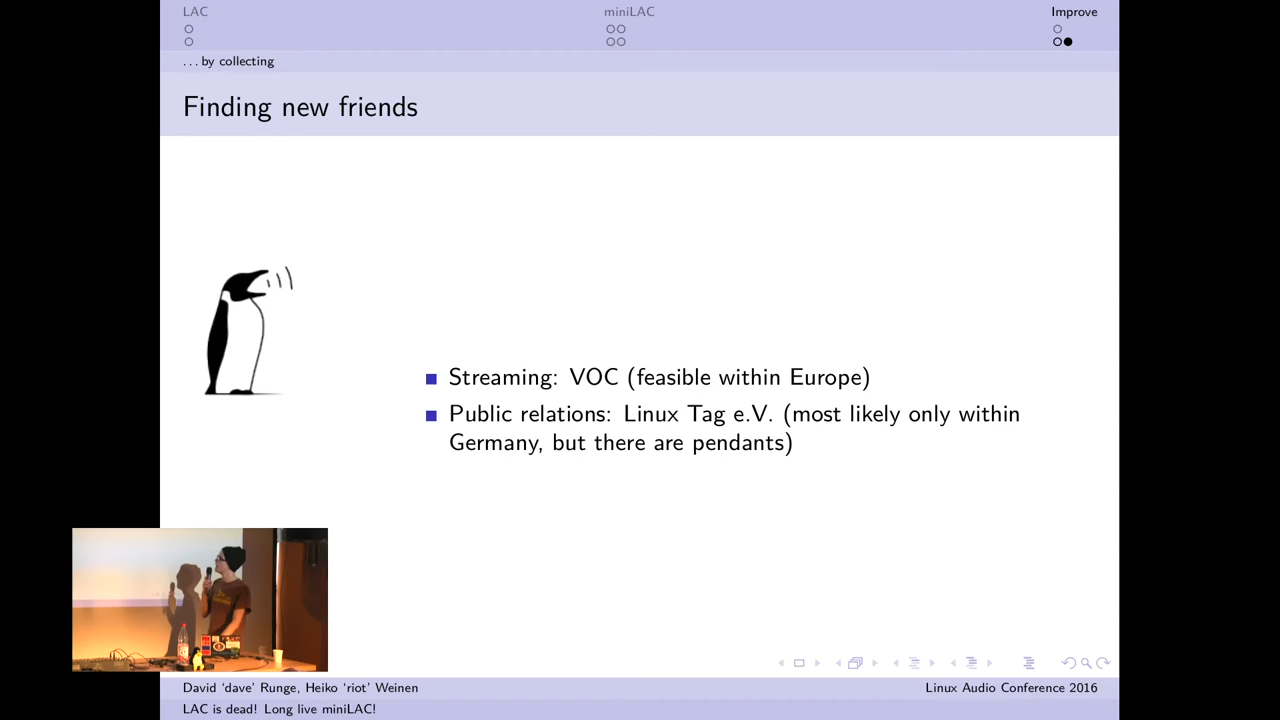 LAC
miniLAC
Improve
...by collecting
Finding new friends
Streaming: VOC (feasible within Europe)
Public relations: Linux Tag e.V. (most likely only within
Germany, but there are pendants)
David ‘dave’ Runge, Heiko ‘riot’ Weinen
Linux Audio Conference 2016
LAC is dead! Long live miniLAC!